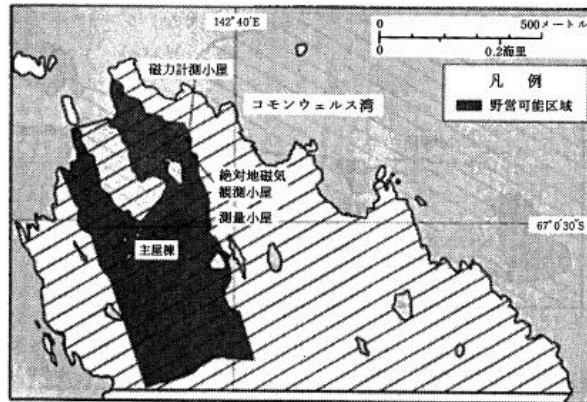 142°40′E
0 500メートル
0 0.2海里
磁力計測小屋
凡 例
コモンウェルス湾
野営可能区域
絶対地磁気
観測小屋
測量小屋
67°0′30″S
主屋棟